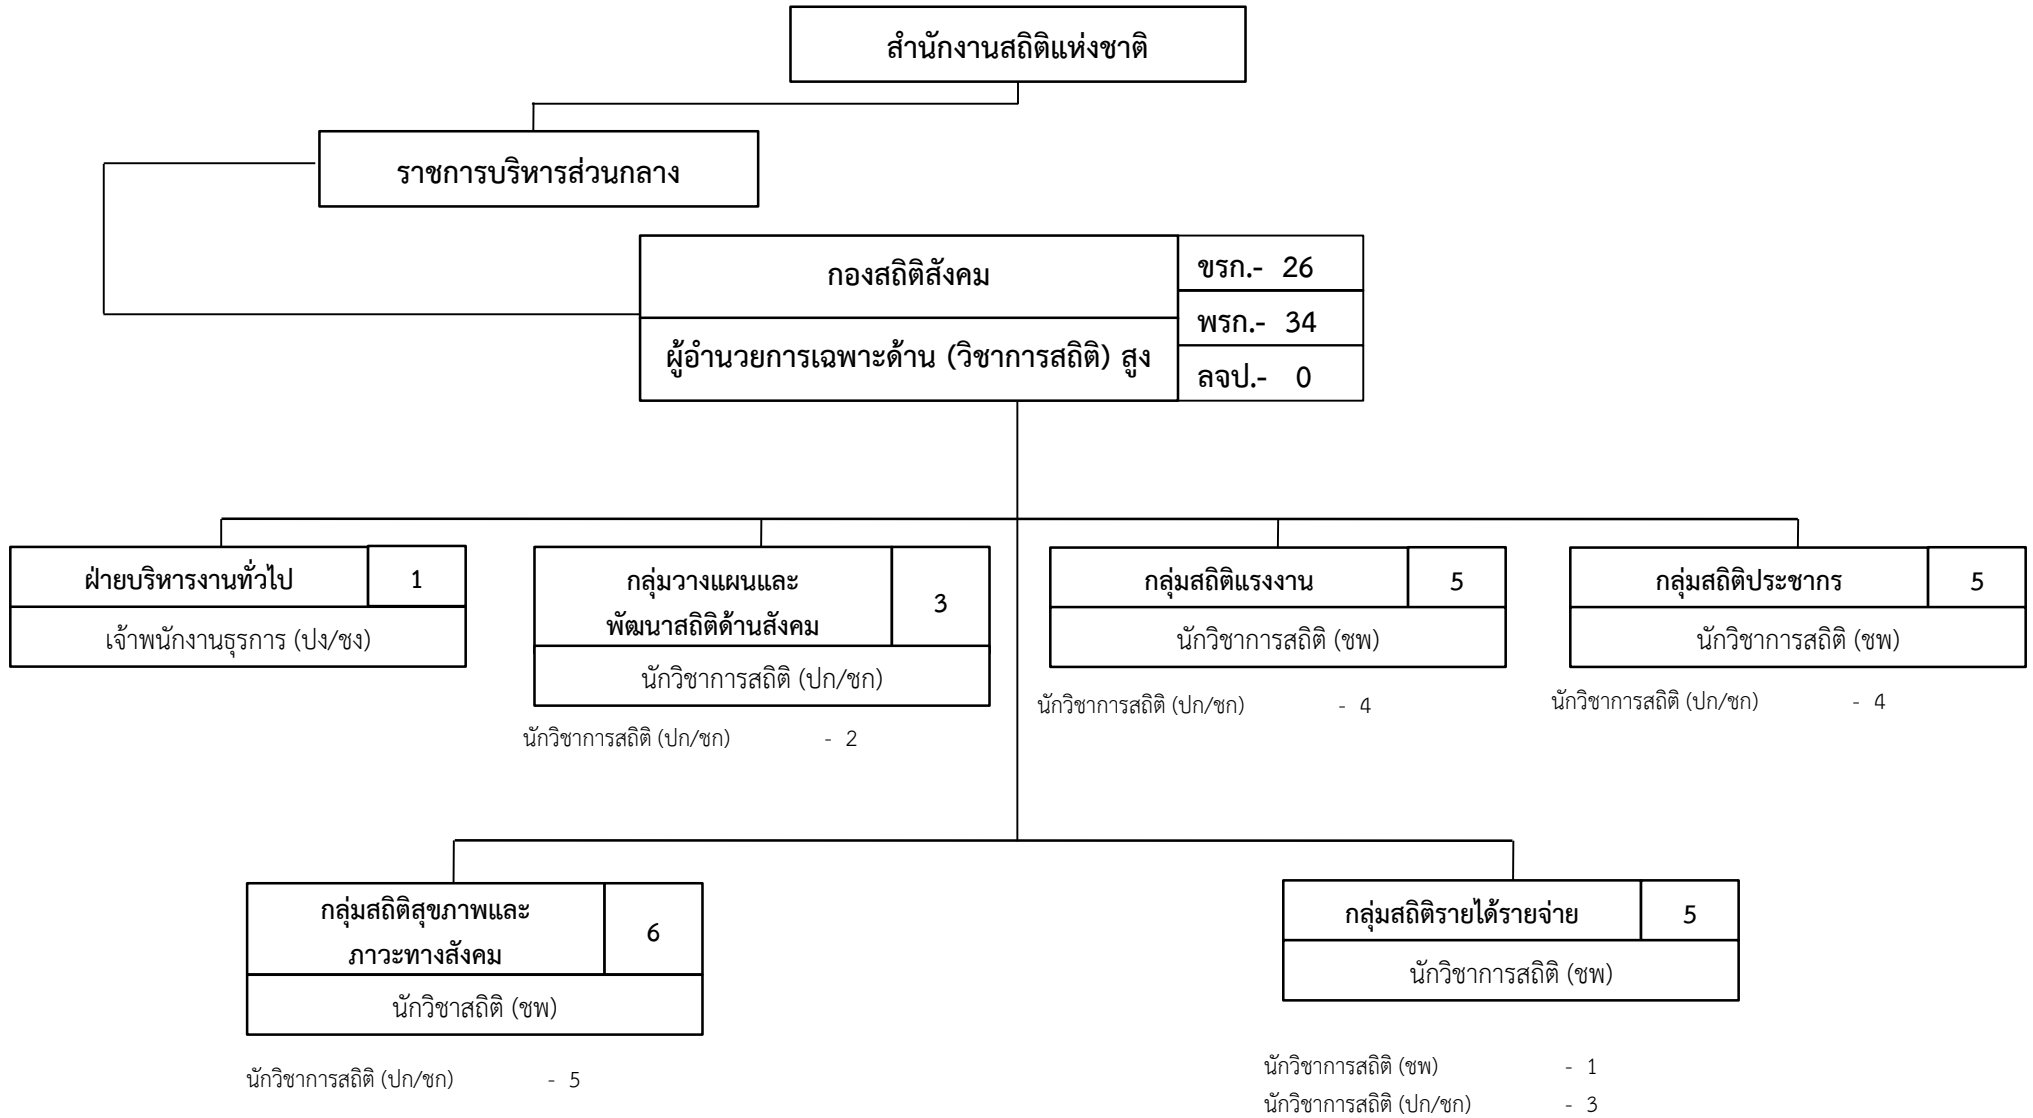 สำนักงานสถิติแห่งชาติ
ราชการบริหารส่วนกลาง
กองสถิติสังคม
ผู้อำนวยการเฉพาะด้าน (วิชาการสถิติ) สูง
ขรก.- 26
พรก.- 34
ลจป.- 0
ฝ่ายบริหารงานทั่วไป 1
เจ้าพนักงานธุรการ (ปง/ชง)
กลุ่มวางแผนและ
พัฒนาสถิติด้านสังคม
3
นักวิชาการสถิติ (ปก/ชก)
นักวิชาการสถิติ (ปก/ชก) - 2
กลุ่มสถิติแรงงาน 5
นักวิชาการสถิติ (ชพ)
นักวิชาการสถิติ (ปก/ชก) - 4
กลุ่มสถิติประชากร 5
นักวิชาการสถิติ (ชพ)
นักวิชาการสถิติ (ปก/ชก) - 4
กลุ่มสถิติสุขภาพและ
ภาวะทางสังคม
6
นักวิชาสถิติ (ชพ)
นักวิชาการสถิติ (ปก/ชก) - 5
กลุ่มสถิติรายได้รายจ่าย 5
นักวิชาการสถิติ (ชพ)
นักวิชาการสถิติ (ชพ) - 1
นักวิชาการสถิติ (ปก/ชก) - 3